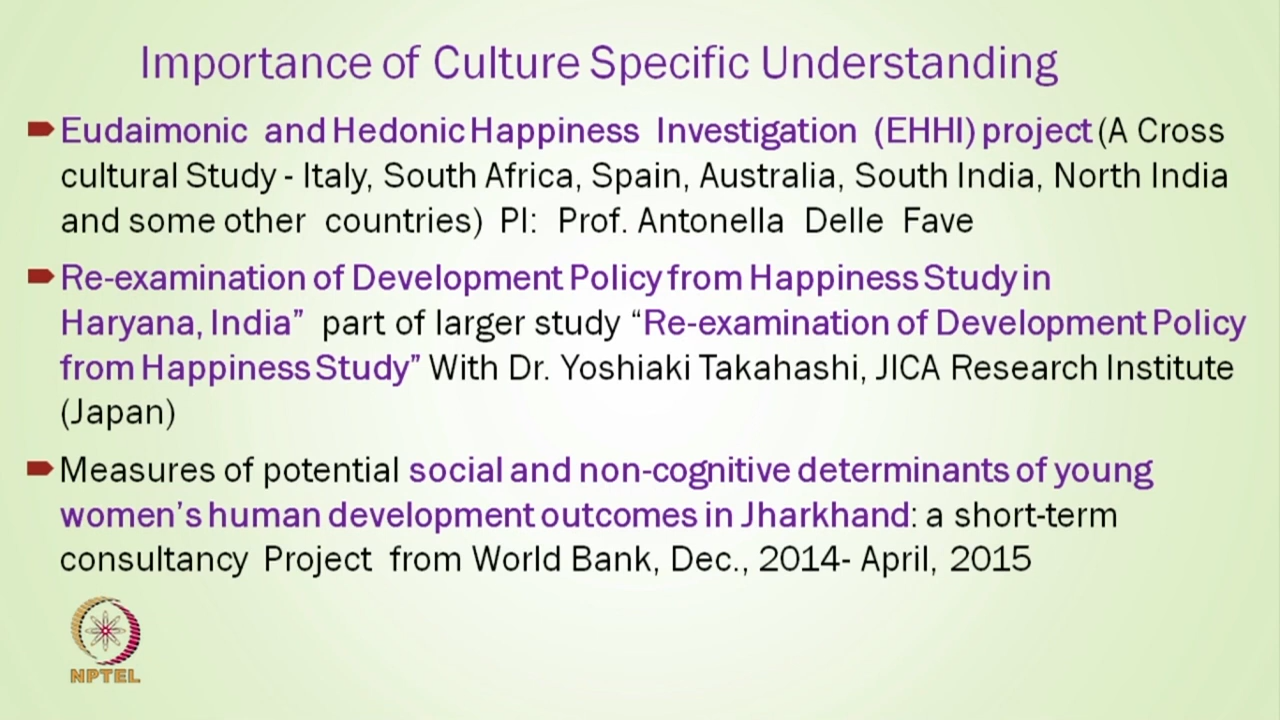 Importance of Culture Specific Understanding
Eudaimonic and Hedonic Happiness Investigation (EHHI) project (A Cross
cultural Study - Italy, South Africa, Spain, Australia, South India, North India
and some other countries) PI: Prof. Antonella Delle Fave
Re-examination of Development Policy from Happiness Study in
Haryana, India” part of larger study “Re-examination of Development Policy
from Happiness Study” With Dr. Yoshiaki Takahashi, JICA Research Institute
(Japan)
Measures of potential social and non-cognitive determinants of young
women’s human development outcomes in Jharkhand: a short-term
consultancy Project from World Bank, Dec., 2014- April, 2015
NPTEL